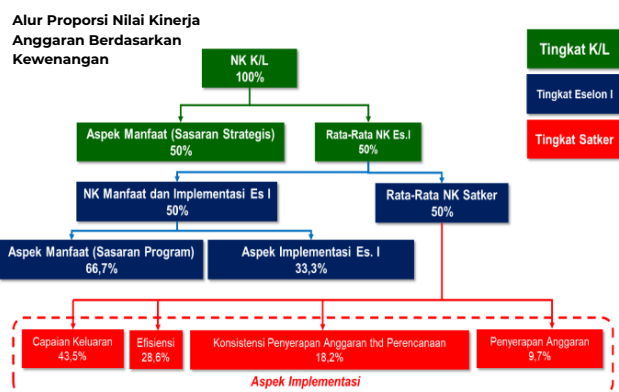 Alur Proporsi Nilai Kinerja
Anggaran Berdasarkan
Kewenangan
NK K/L
100%
Tingkat K/L
Tingkat Eselon I
Tingkat Satker
Aspek Manfaat (Sasaran Strategis)
50%
Rata-Rata NK Es.I
50%
NK Manfaat dan Implementasi Es I
50%
Rata-Rata NK Satker
50%
Aspek Manfaat (Sasaran Program)
66,7%
Aspek Implementasi Es. I
33,3%
Capaian Keluaran
43,5%
Efisiensi
28,6%
Konsistensi Penyerapan Anggaran thd Perencanaan
18,2%
Penyerapan Anggaran
9,7%
Aspek Implementasi